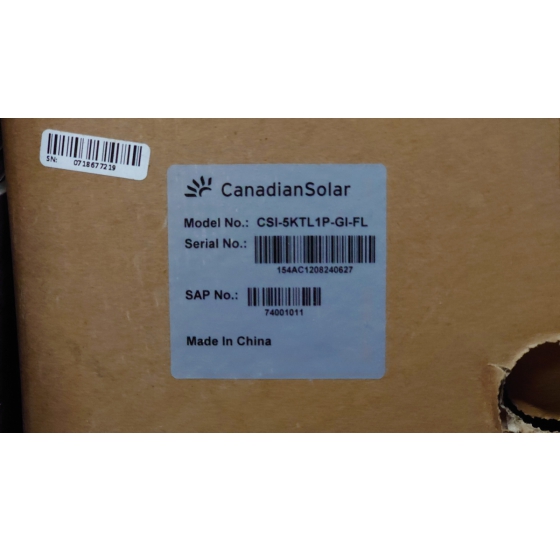 SN: 0718677219
CanadianSolar
Model No.: CSI-5KTL1P-GI-FL
Serial No.:
154AC1208240627
SAP No.:
74001011
Made In China